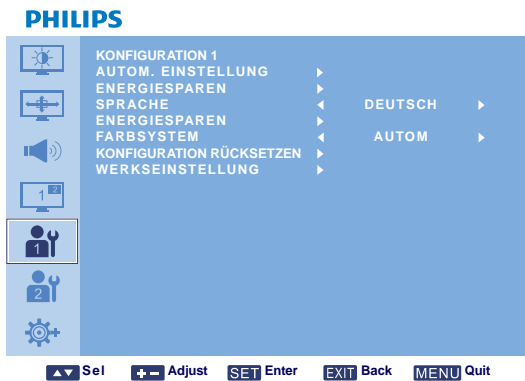 PHILIPS
KONFIGURATION 1
AUTOM. EINSTELLUNG
ENERGIESPAREN
SPRACHE DEUTSCH
ENERGIESPAREN
FARBSYSTEM AUTOM
KONFIGURATION RÜCKSETZEN
WERKSEINSTELLUNG
1 2
1
2
Sel Adjust SET Enter EXIT Back MENU Quit